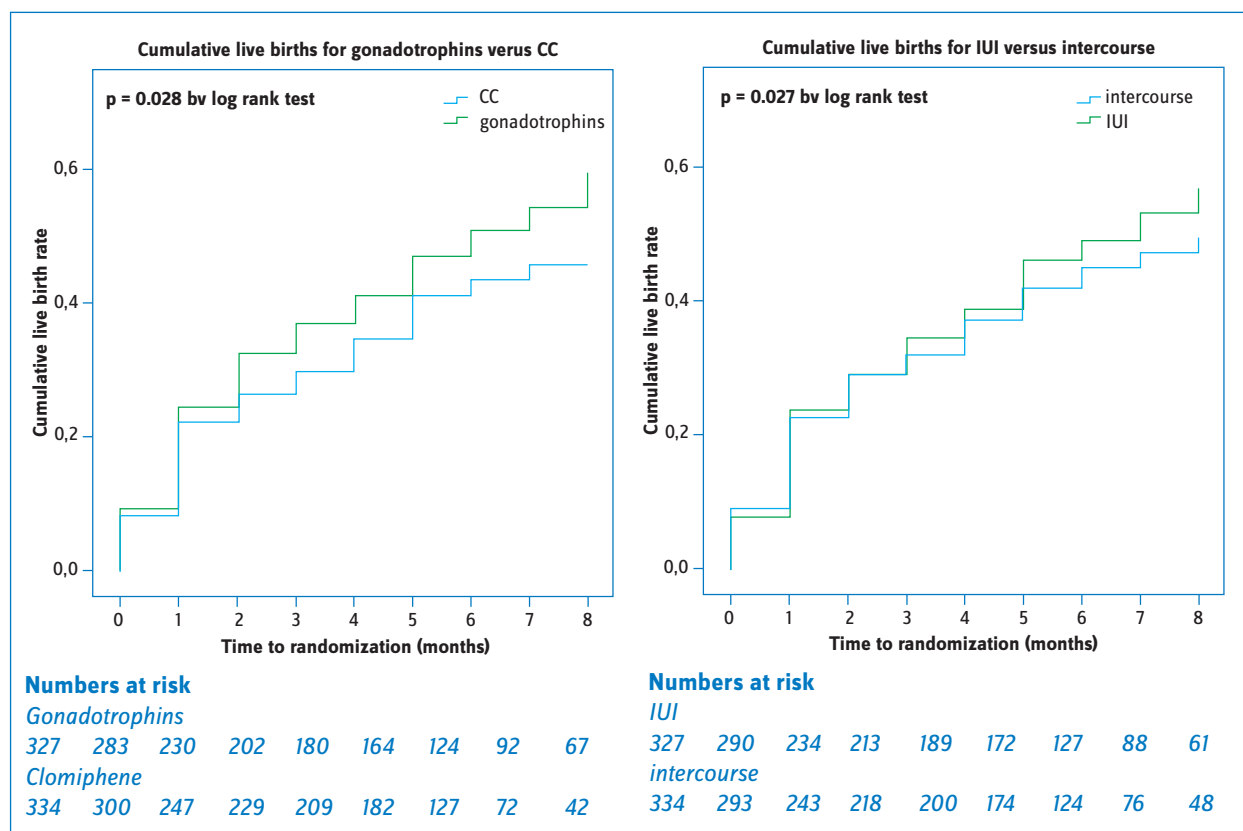 Cumulative live births for gonadotrophins verus CC
p = 0.028 bv log rank test
CC
gonadotrophins
Cumulative live birth rate
0,6
0,4
0,2
0,0
0 1 2 3 4 5 6 7 8
Time to randomization (months)
Numbers at risk
Gonadotrophins
327 283 230 202 180 164 124 92 67
Clomiphene
334 300 247 229 209 182 127 72 42
Cumulative live births for IUI versus intercourse
p = 0.027 bv log rank test
intercourse
IUI
Cumulative live birth rate
0,6
0,4
0,2
0,0
0 1 2 3 4 5 6 7 8
Time to randomization (months)
Numbers at risk
IUI
327 290 234 213 189 172 127 88 61
intercourse
334 293 243 218 200 174 124 76 48